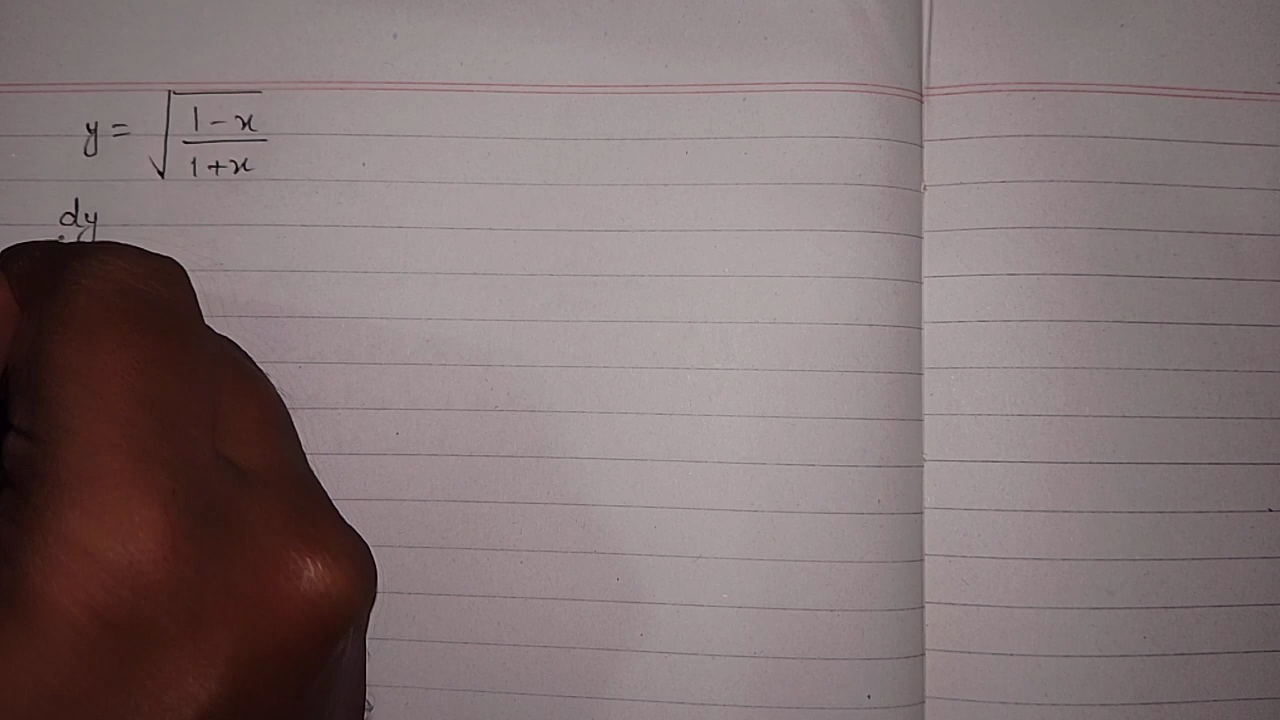 y = √((1-x)/(1+x))
dy